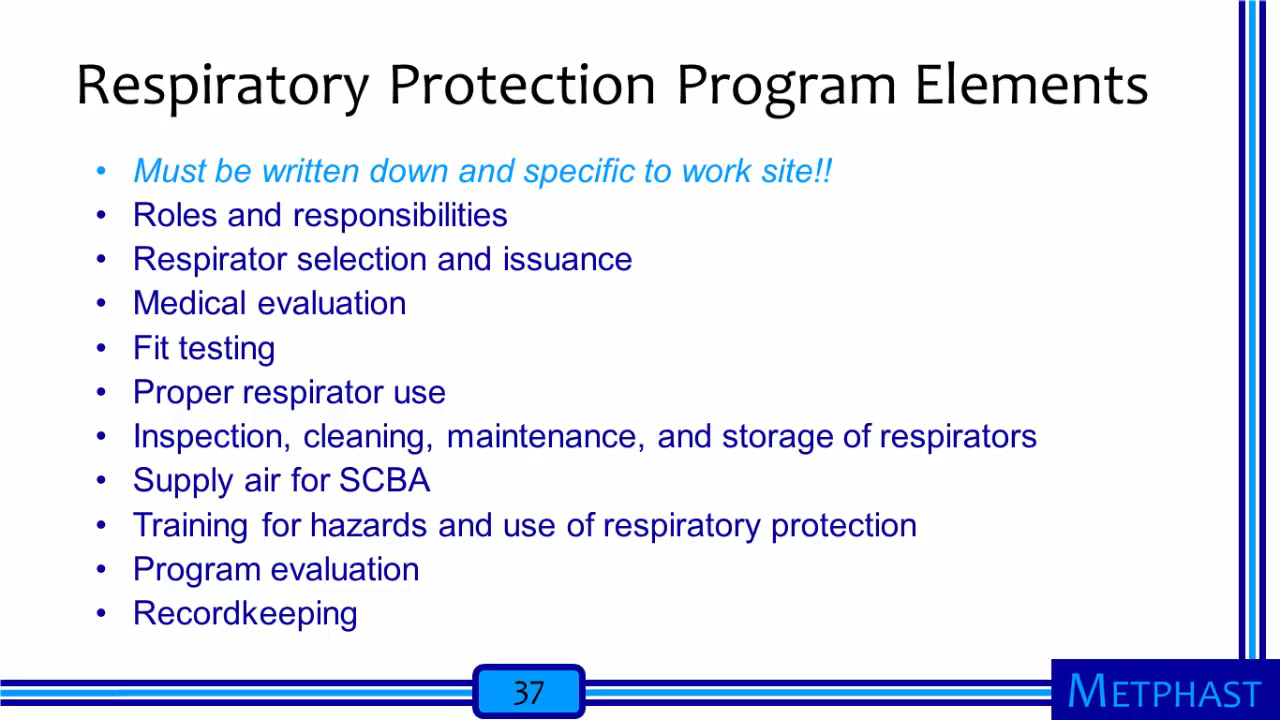 Respiratory Protection Program Elements
• Must be written down and specific to work site!!
• Roles and responsibilities
• Respirator selection and issuance
• Medical evaluation
• Fit testing
• Proper respirator use
• Inspection, cleaning, maintenance, and storage of respirators
• Supply air for SCBA
• Training for hazards and use of respiratory protection
• Program evaluation
• Recordkeeping
37
METPHAST